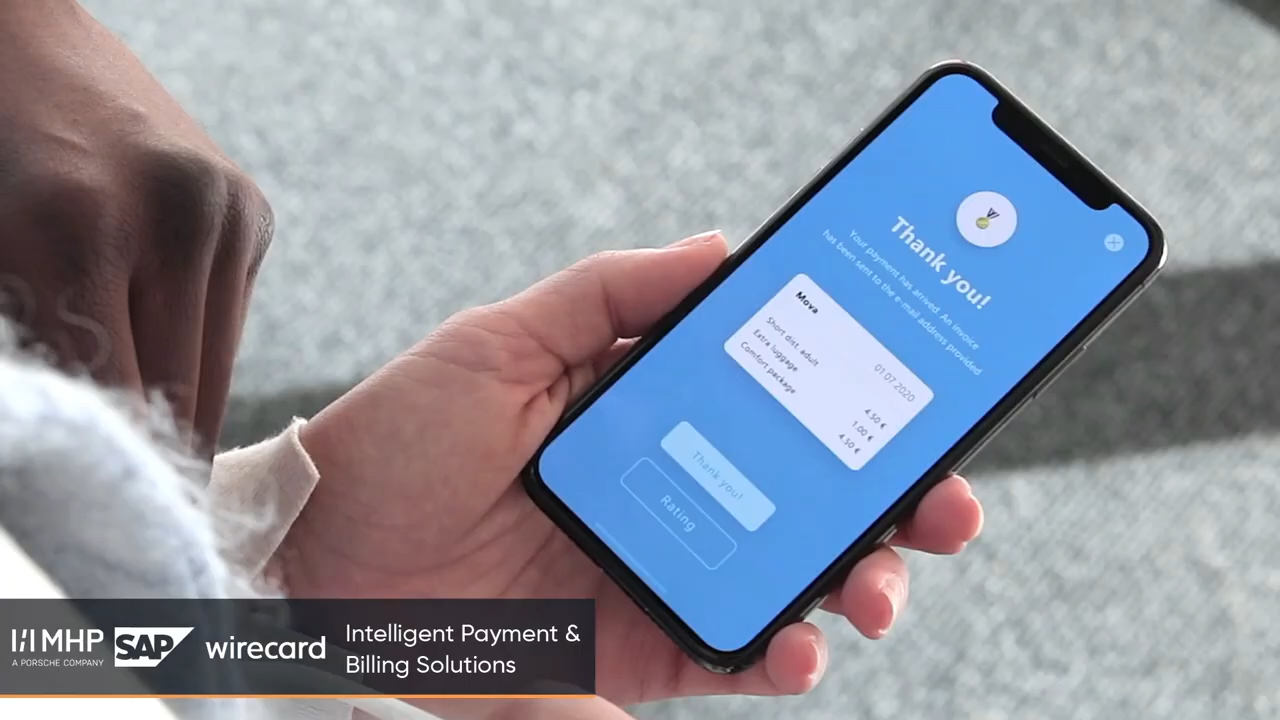 Thank you!
Your payment has arrived. An invoice
has been sent to the e-mail address provided
Mova
01.07.2020
Short dist. adult 4.50 €
Extra luggage 1.00 €
Comfort package 4.50 €
Thank you!
Rating
MHP
A PORSCHE COMPANY
SAP
wirecard
Intelligent Payment &
Billing Solutions